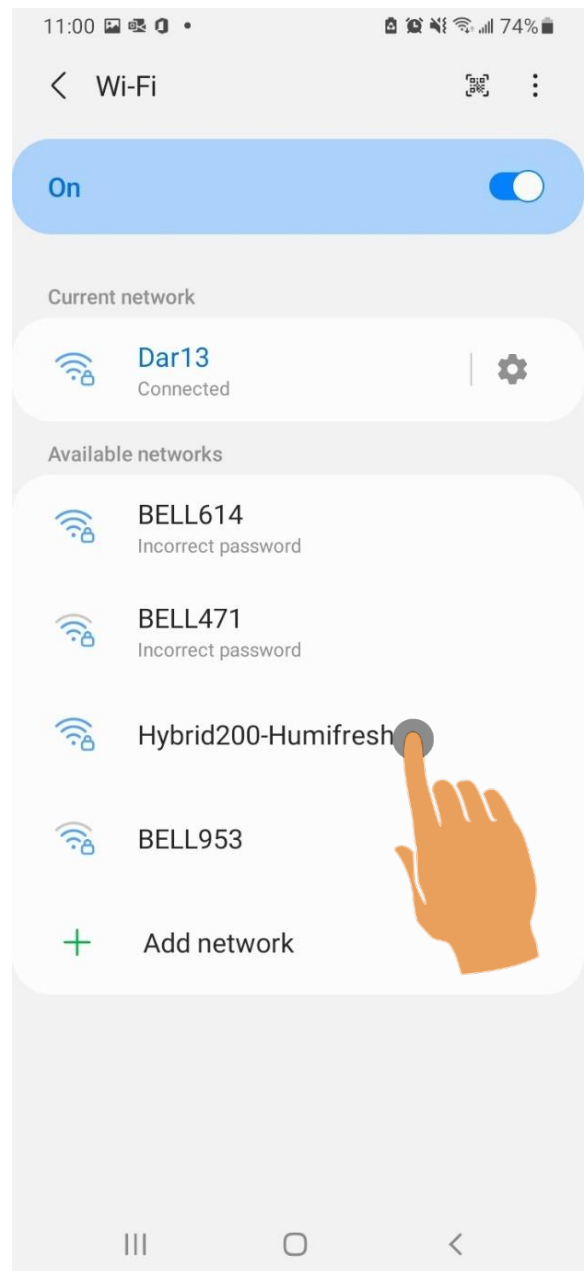 11:00 74%
Wi-Fi
On
Current network
Dar13
Connected
Available networks
BELL614
Incorrect password
BELL471
Incorrect password
Hybrid200-Humifresh
BELL953
Add network